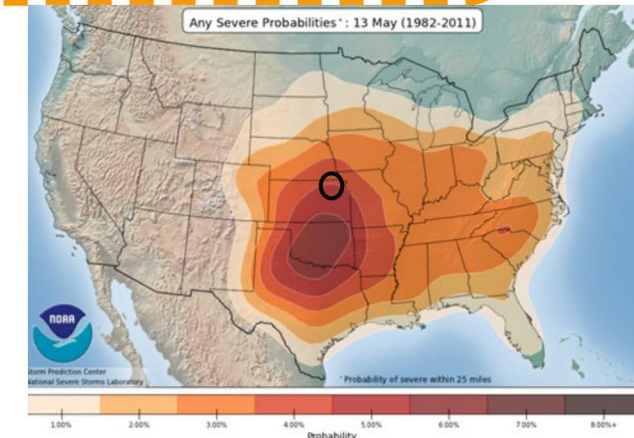 Any Severe Probabilities*: 13 May (1982-2011)
NOAA
Storm Prediction Center
National Severe Storms Laboratory
*Probability of severe within 25 miles
1.00% 2.00% 3.00% 4.00% 5.00% 6.00% 7.00% 8.00%+
Probability